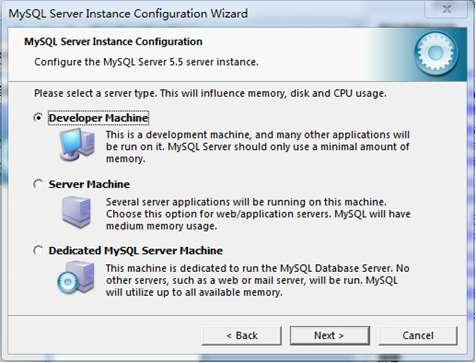 MySQL Server Instance Configuration Wizard
MySQL Server Instance Configuration
Configure the MySQL Server 5.5 server instance.
Please select a server type. This will influence memory, disk and CPU usage.
Developer Machine
This is a development machine, and many other applications will
be run on it. MySQL Server should only use a minimal amount of
memory.
Server Machine
Several server applications will be running on this machine.
Choose this option for web/application servers. MySQL will have
medium memory usage.
Dedicated MySQL Server Machine
This machine is dedicated to run the MySQL Database Server. No
other servers, such as a web or mail server, will be run. MySQL
will utilize up to all available memory.
< Back
Next >
Cancel